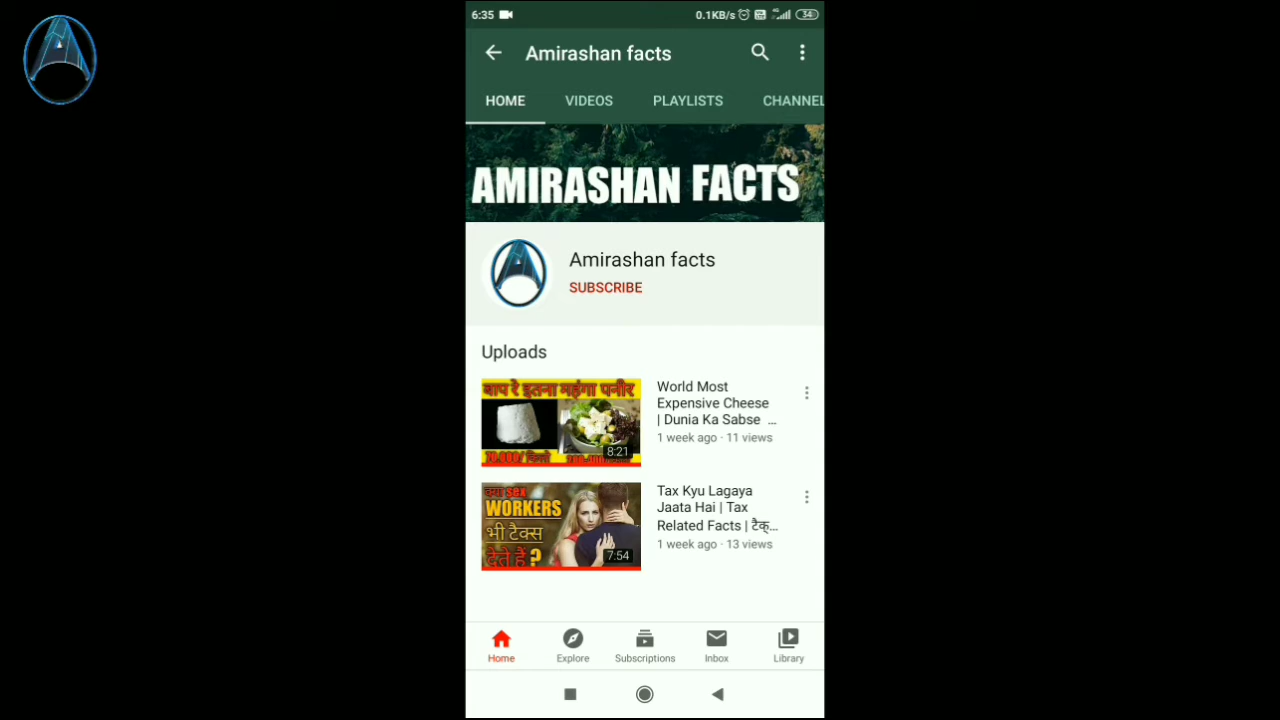 6:35
0.1KB/s 4G 34
Amirashan facts
HOME VIDEOS PLAYLISTS CHANNEL
AMIRASHAN FACTS
Amirashan facts
SUBSCRIBE
Uploads
बाप रे इतना महंगा पनीर
8:21
World Most
Expensive Cheese
| Dunia Ka Sabse ...
1 week ago · 11 views
क्या sex
WORKERS
भी टैक्स
देते हैं ?
7:54
Tax Kyu Lagaya
Jaata Hai | Tax
Related Facts | टैक्...
1 week ago · 13 views
Home Explore Subscriptions Inbox Library